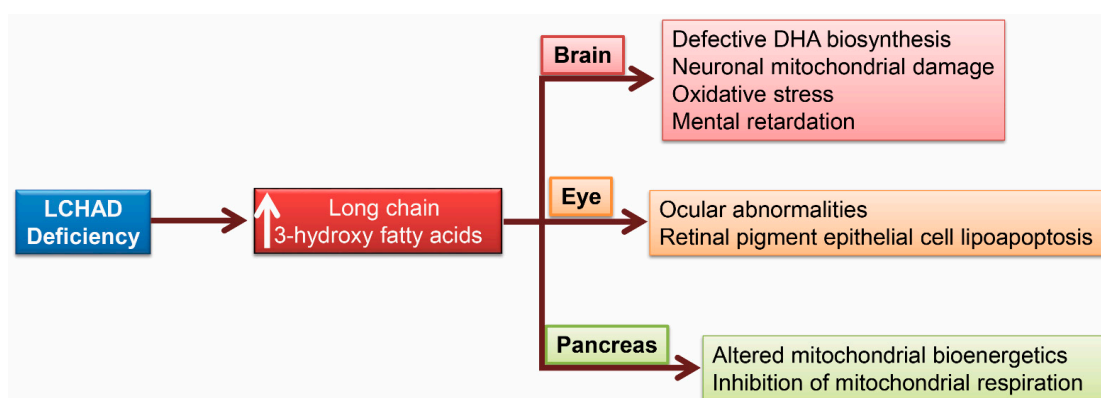 LCHAD
Deficiency
Long chain
3-hydroxy fatty acids
Brain
Defective DHA biosynthesis
Neuronal mitochondrial damage
Oxidative stress
Mental retardation
Eye
Ocular abnormalities
Retinal pigment epithelial cell lipoapoptosis
Pancreas
Altered mitochondrial bioenergetics
Inhibition of mitochondrial respiration